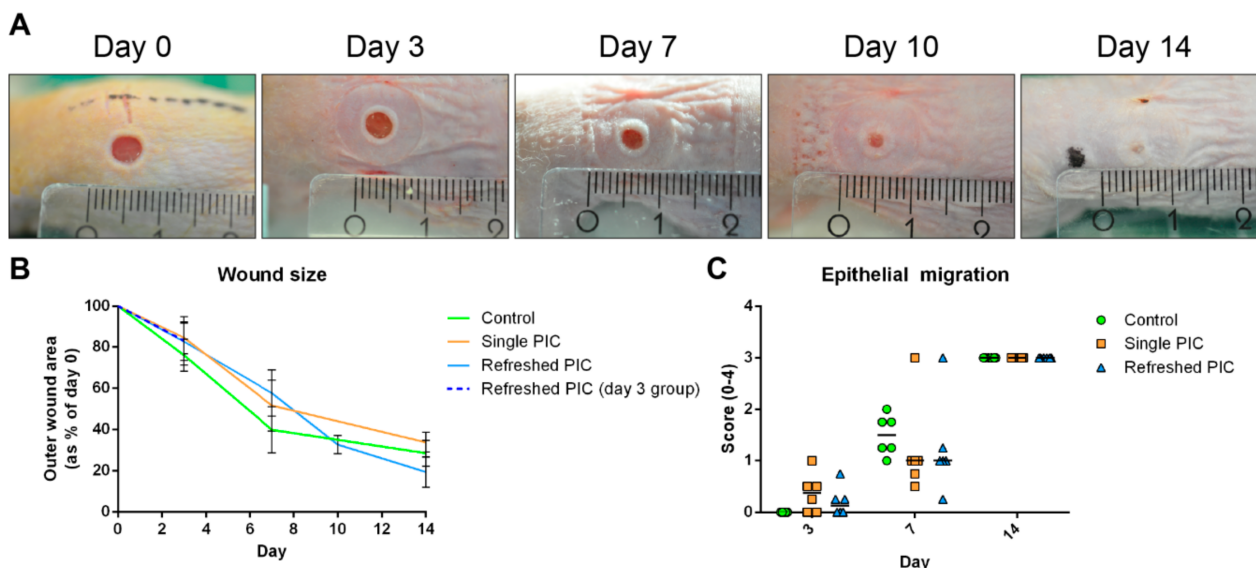 A
Day 0
Day 3
Day 7
Day 10
Day 14
0
0 1 2
0 1 2
0 1 2
0 1 2
B
Wound size
Outer wound area
(as % of day 0)
100
80
60
40
20
0
0 2 4 6 8 10 12 14
Day
Control
Single PIC
Refreshed PIC
Refreshed PIC (day 3 group)
C
Epithelial migration
Score (0-4)
4
3
2
1
0
3 7 14
Day
Control
Single PIC
Refreshed PIC